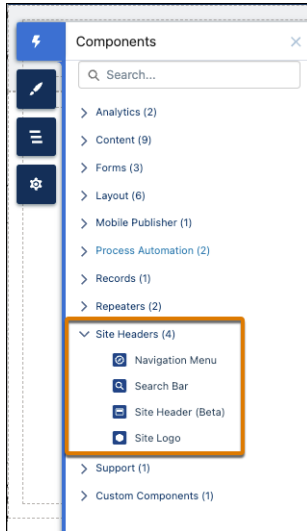 Components
Search...
Analytics (2)
Content (9)
Forms (3)
Layout (6)
Mobile Publisher (1)
Process Automation (2)
Records (1)
Repeaters (2)
Site Headers (4)
Navigation Menu
Search Bar
Site Header (Beta)
Site Logo
Support (1)
Custom Components (1)